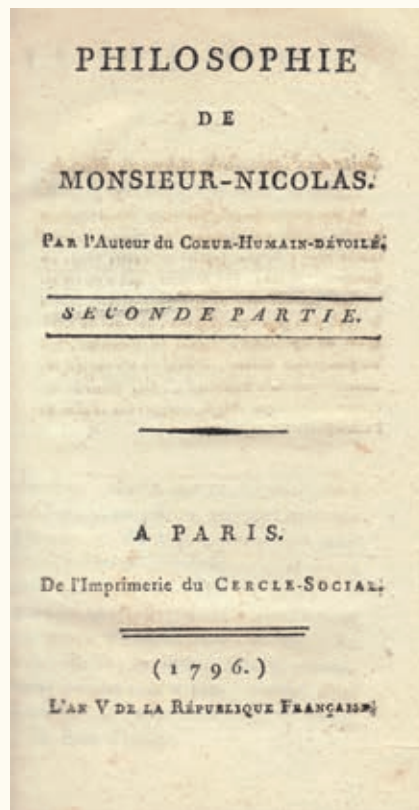 PHILOSOPHIE
DE
MONSIEUR-NICOLAS.
PAR l'Auteur du COEUR-HUMAIN-DÉVOILÉ.
SECONDE PARTIE.
A PARIS.
De l'Imprimerie du CERCLE-SOCIAL.
(1796.)
L'AN V DE LA RÉPUBLIQUE FRANÇAISE.